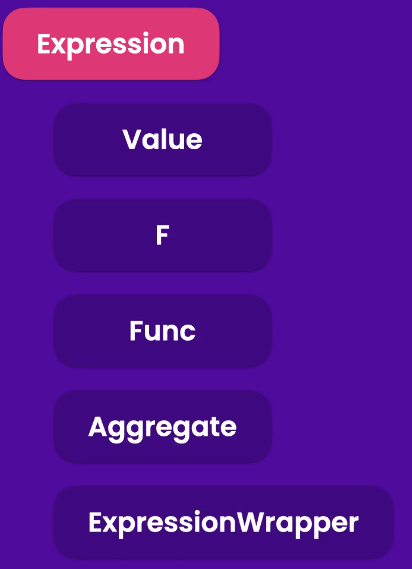 Expression
Value
F
Func
Aggregate
ExpressionWrapper